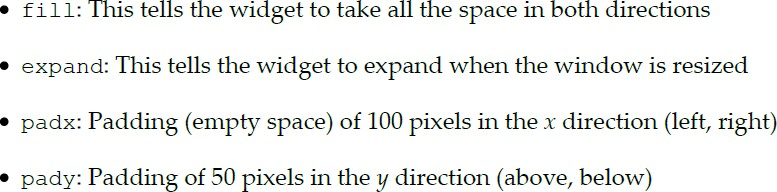 • fill: This tells the widget to take all the space in both directions
• expand: This tells the widget to expand when the window is resized
• padx: Padding (empty space) of 100 pixels in the x direction (left, right)
• pady: Padding of 50 pixels in the y direction (above, below)